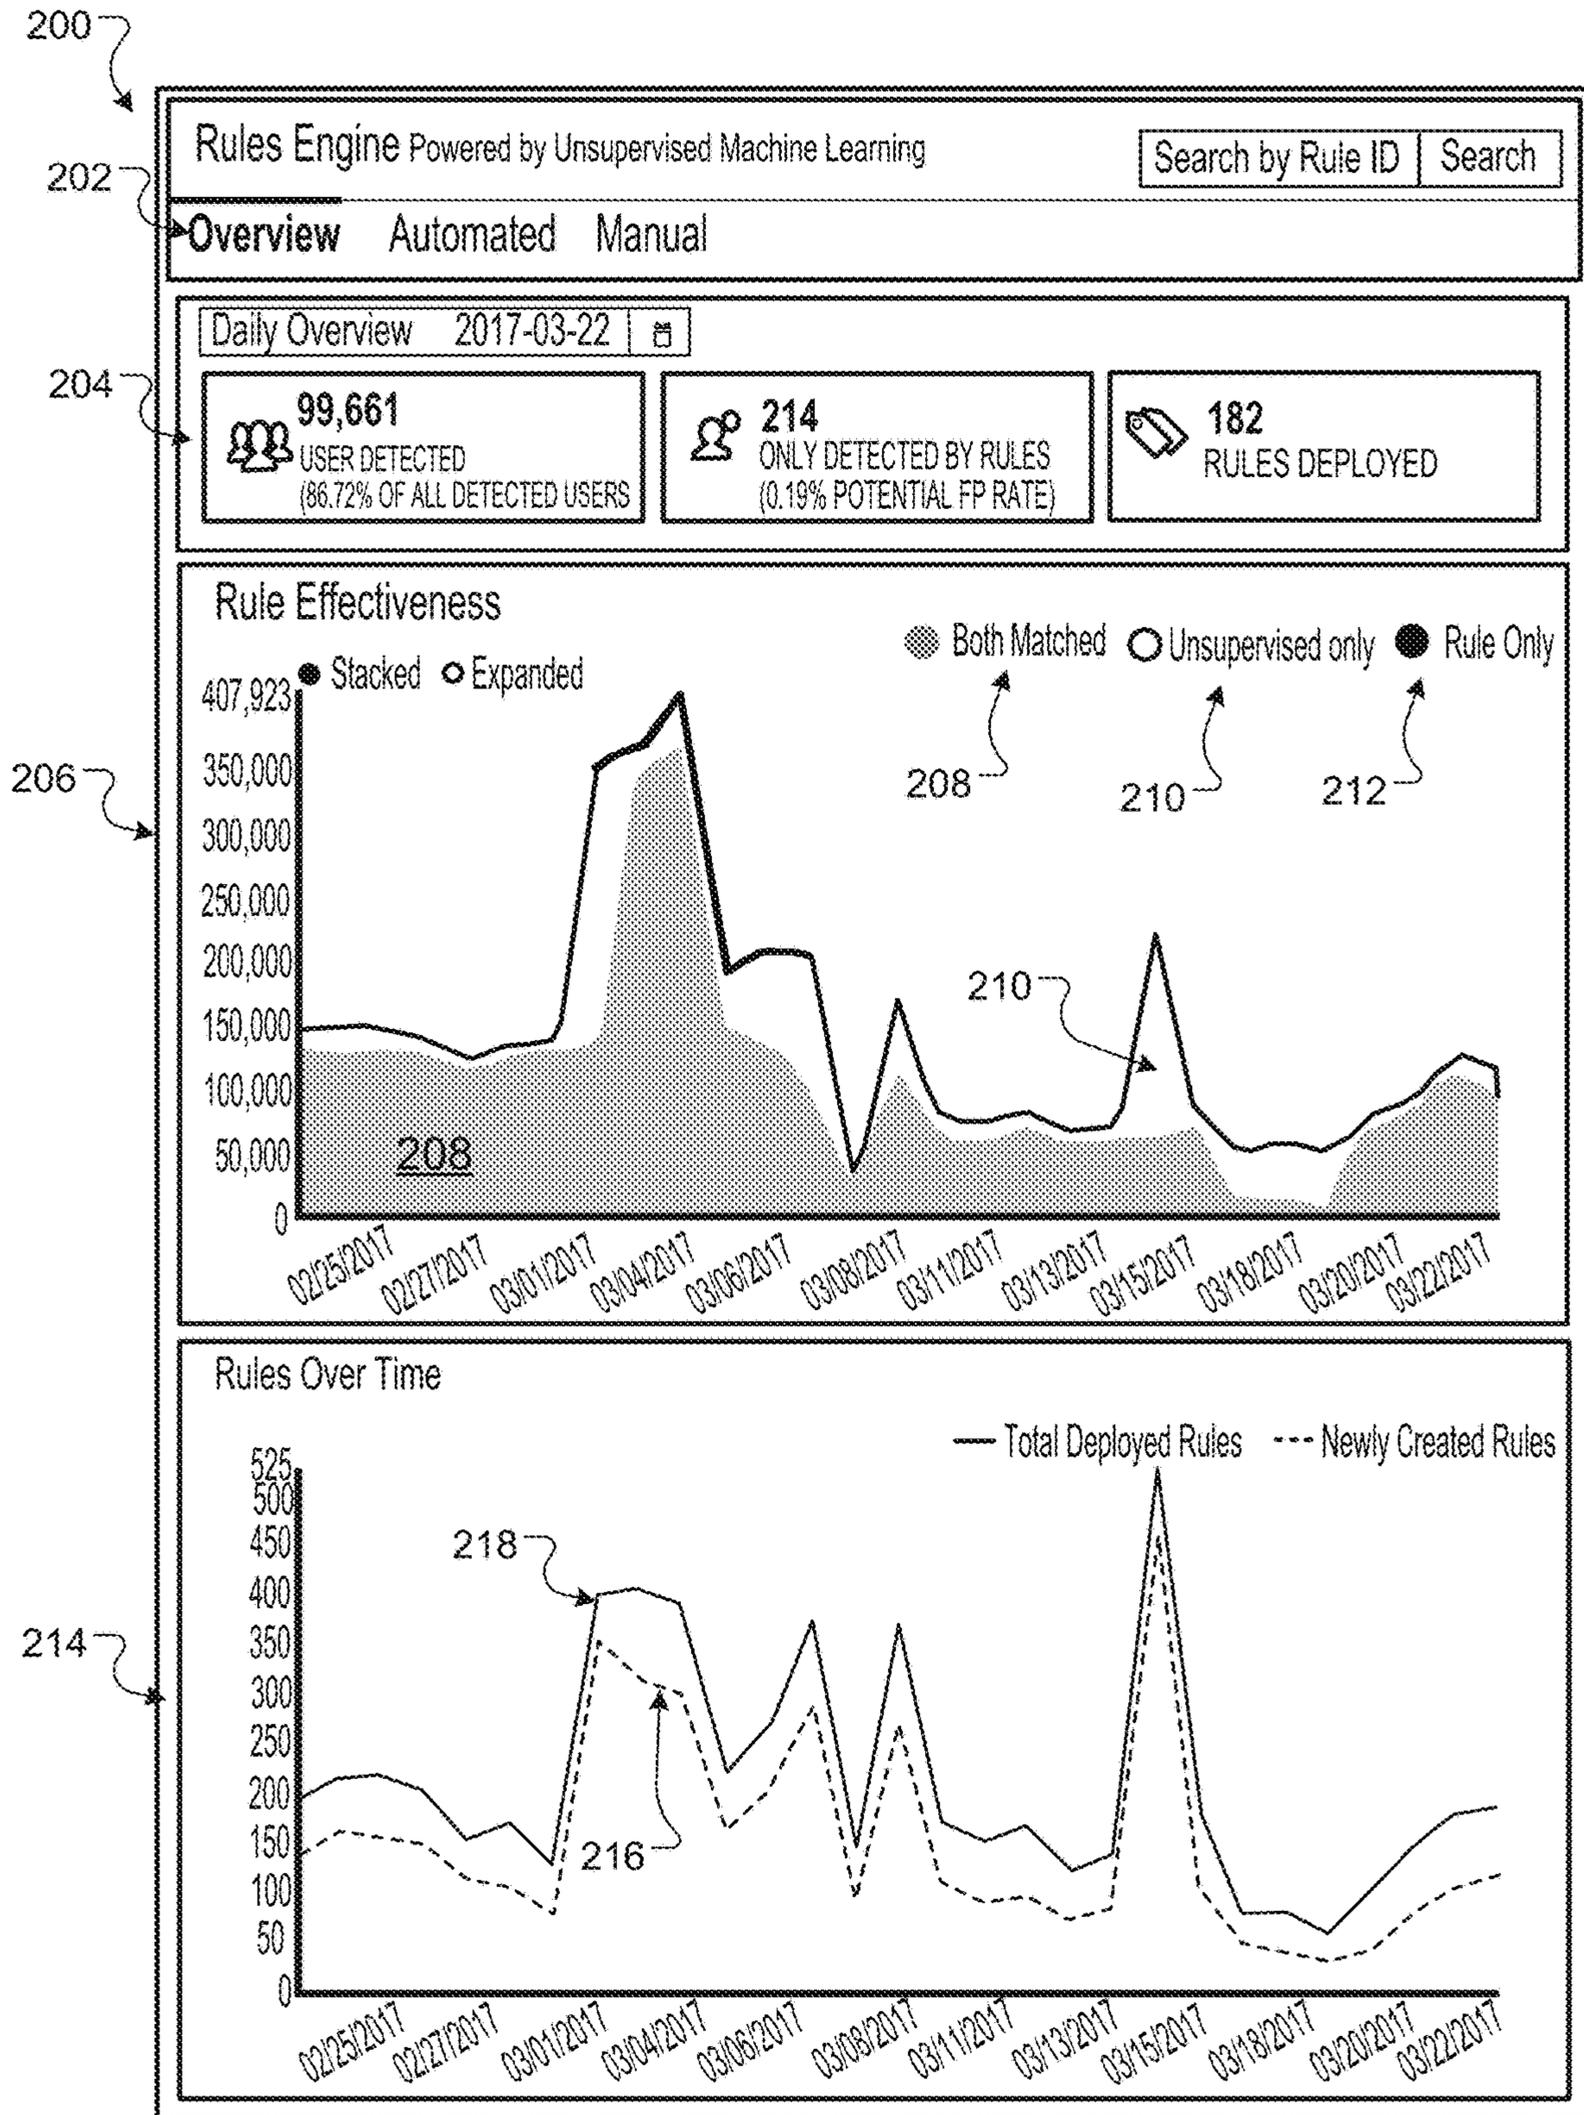 200
Rules Engine Powered by Unsupervised Machine Learning
Search by Rule ID Search
202
Overview Automated Manual
Daily Overview 2017-03-22
204
99,661
USER DETECTED
(86.72% OF ALL DETECTED USERS
214
ONLY DETECTED BY RULES
(0.19% POTENTIAL FP RATE)
182
RULES DEPLOYED
Rule Effectiveness
Both Matched Unsupervised only Rule Only
Stacked Expanded
208 210 212
206
407,923
350,000
300,000
250,000
200,000
150,000
100,000
50,000
0
210
208
02/25/2017 02/27/2017 03/01/2017 03/04/2017 03/06/2017 03/08/2017 03/11/2017 03/13/2017 03/15/2017 03/18/2017 03/20/2017 03/22/2017
Rules Over Time
Total Deployed Rules Newly Created Rules
214
525
500
450
400
350
300
250
200
150
100
50
0
218
216
02/25/2017 02/27/2017 03/01/2017 03/04/2017 03/06/2017 03/08/2017 03/11/2017 03/13/2017 03/15/2017 03/18/2017 03/20/2017 03/22/2017